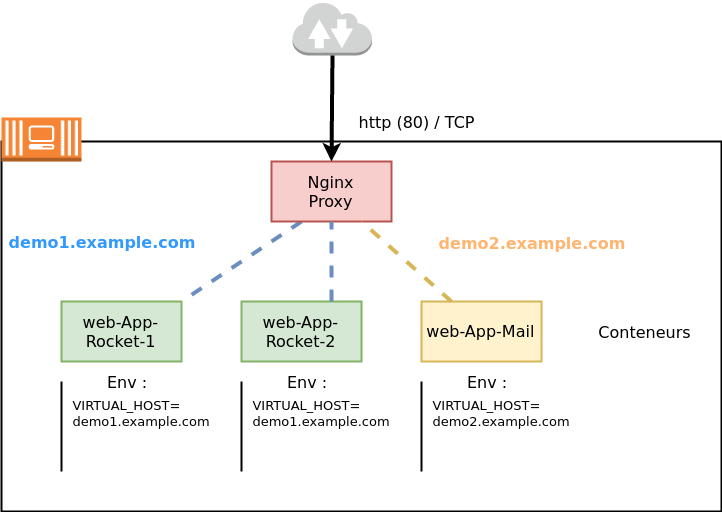 http (80) / TCP
Nginx
Proxy
demo1.example.com
demo2.example.com
web-App-
Rocket-1
web-App-
Rocket-2
web-App-Mail
Conteneurs
Env :
VIRTUAL_HOST=
demo1.example.com
Env :
VIRTUAL_HOST=
demo1.example.com
Env :
VIRTUAL_HOST=
demo2.example.com